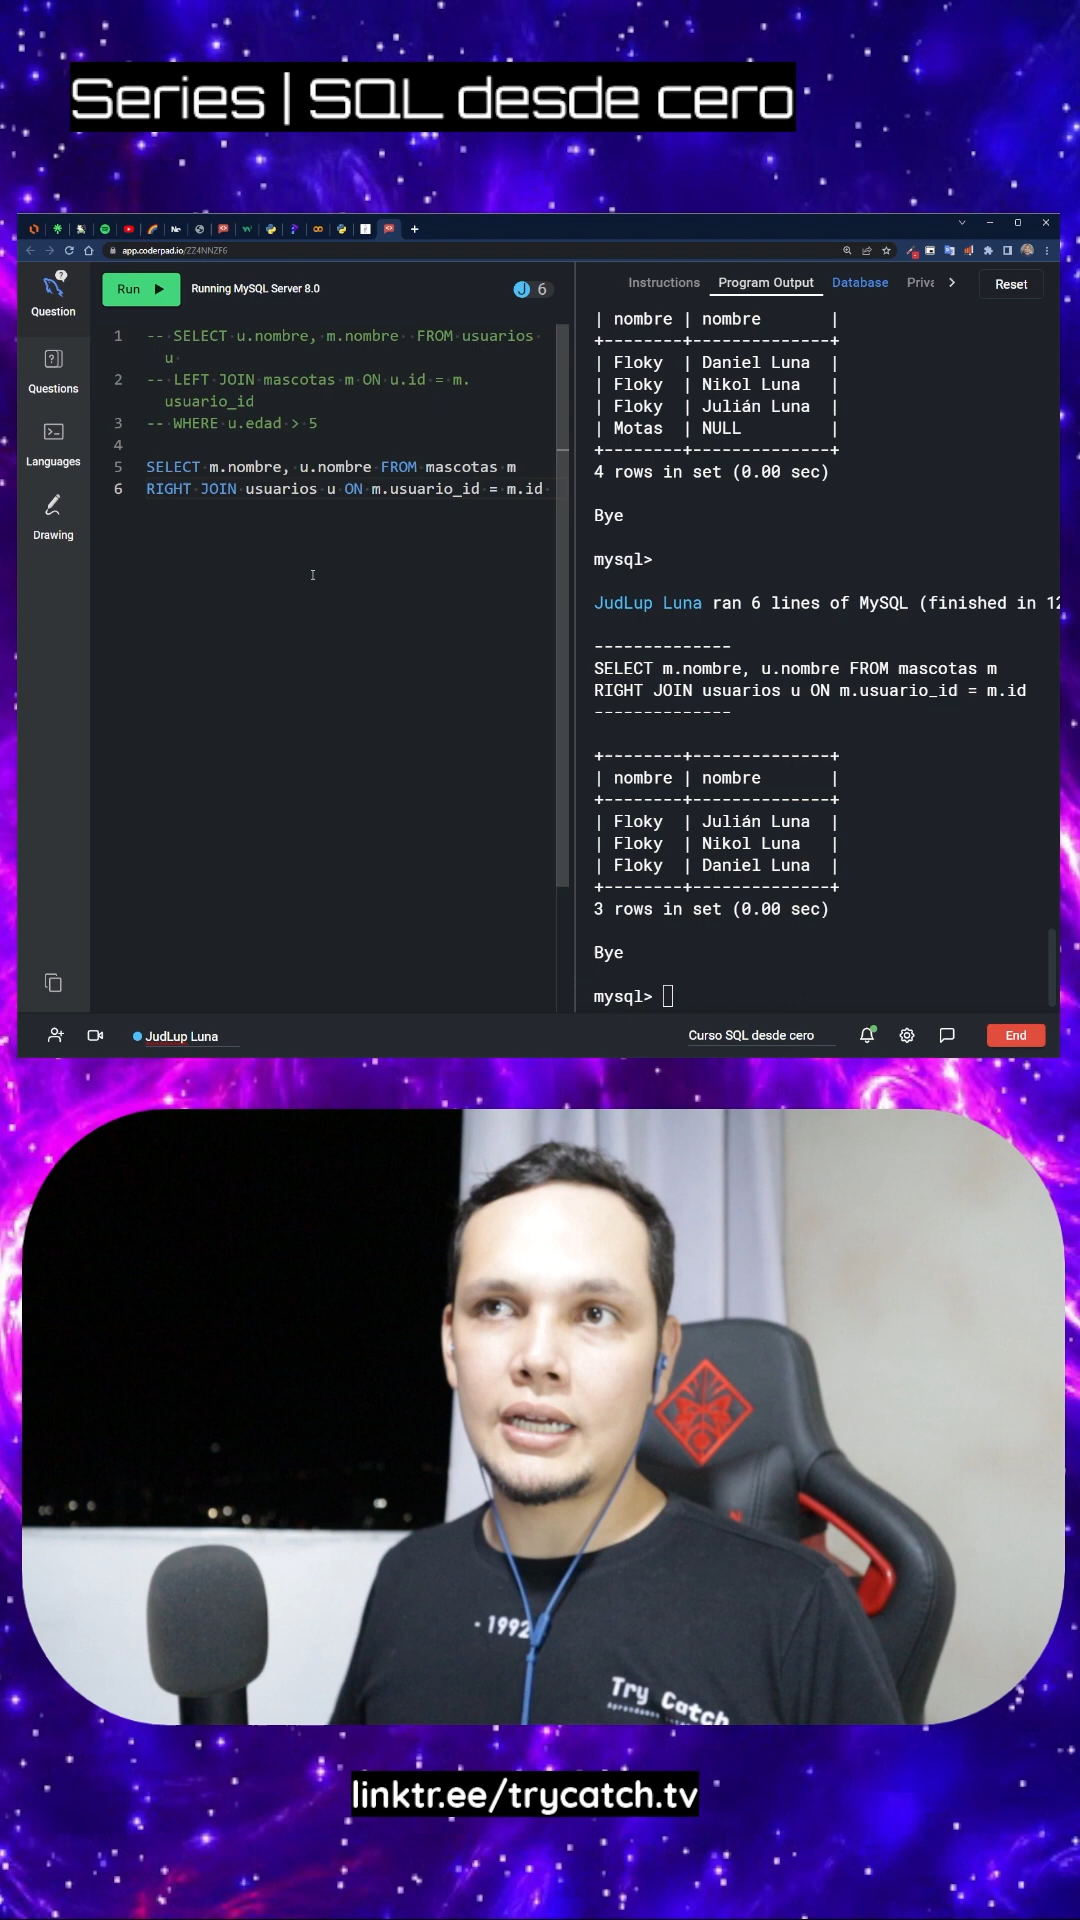 Series | SQL desde cero
app.coderpad.io/ZZ4NNZF6
Question
Questions
Languages
Drawing
Run
Running MySQL Server 8.0
J 6
Instructions
Program Output
Database
Priva
Reset
1 -- SELECT u.nombre, m.nombre FROM usuarios
u
2 -- LEFT JOIN mascotas m ON u.id = m.
usuario_id
3 -- WHERE u.edad > 5
4
5 SELECT m.nombre, u.nombre FROM mascotas m
6 RIGHT JOIN usuarios u ON m.usuario_id = m.id
| nombre | nombre |
+--------+--------------+
| Floky | Daniel Luna |
| Floky | Nikol Luna |
| Floky | Julián Luna |
| Motas | NULL |
+--------+--------------+
4 rows in set (0.00 sec)
Bye
mysql>
JudLup Luna ran 6 lines of MySQL (finished in 12
--------------
SELECT m.nombre, u.nombre FROM mascotas m
RIGHT JOIN usuarios u ON m.usuario_id = m.id
--------------
+--------+--------------+
| nombre | nombre |
+--------+--------------+
| Floky | Julián Luna |
| Floky | Nikol Luna |
| Floky | Daniel Luna |
+--------+--------------+
3 rows in set (0.00 sec)
Bye
mysql>
JudLup Luna
Curso SQL desde cero
End
- 1992
Try Catch
linktr.ee/trycatch.tv